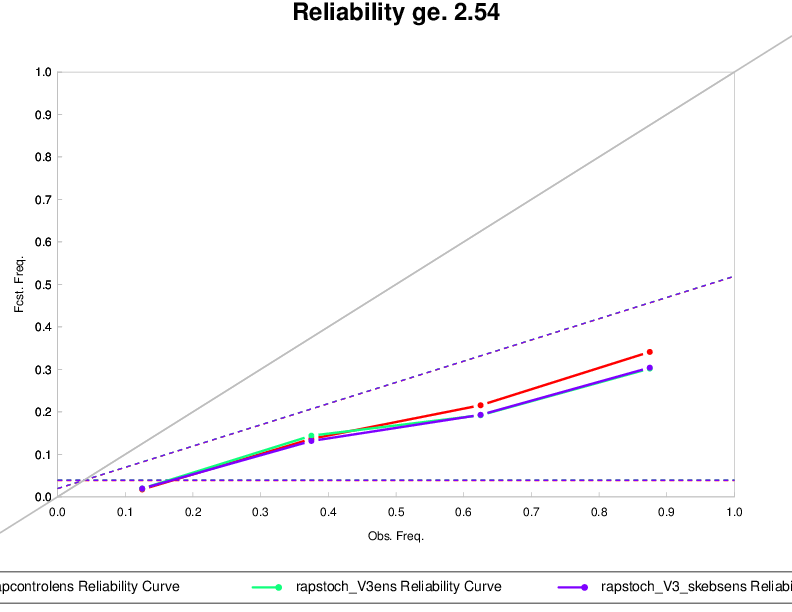 Reliability ge. 2.54
1.0
0.9
0.8
0.7
0.6
0.5
0.4
0.3
0.2
0.1
0.0
Fcst. Freq.
0.0 0.1 0.2 0.3 0.4 0.5 0.6 0.7 0.8 0.9 1.0
Obs. Freq.
apcontrolens Reliability Curve rapstoch_V3ens Reliability Curve rapstoch_V3_skebsens Reliabi